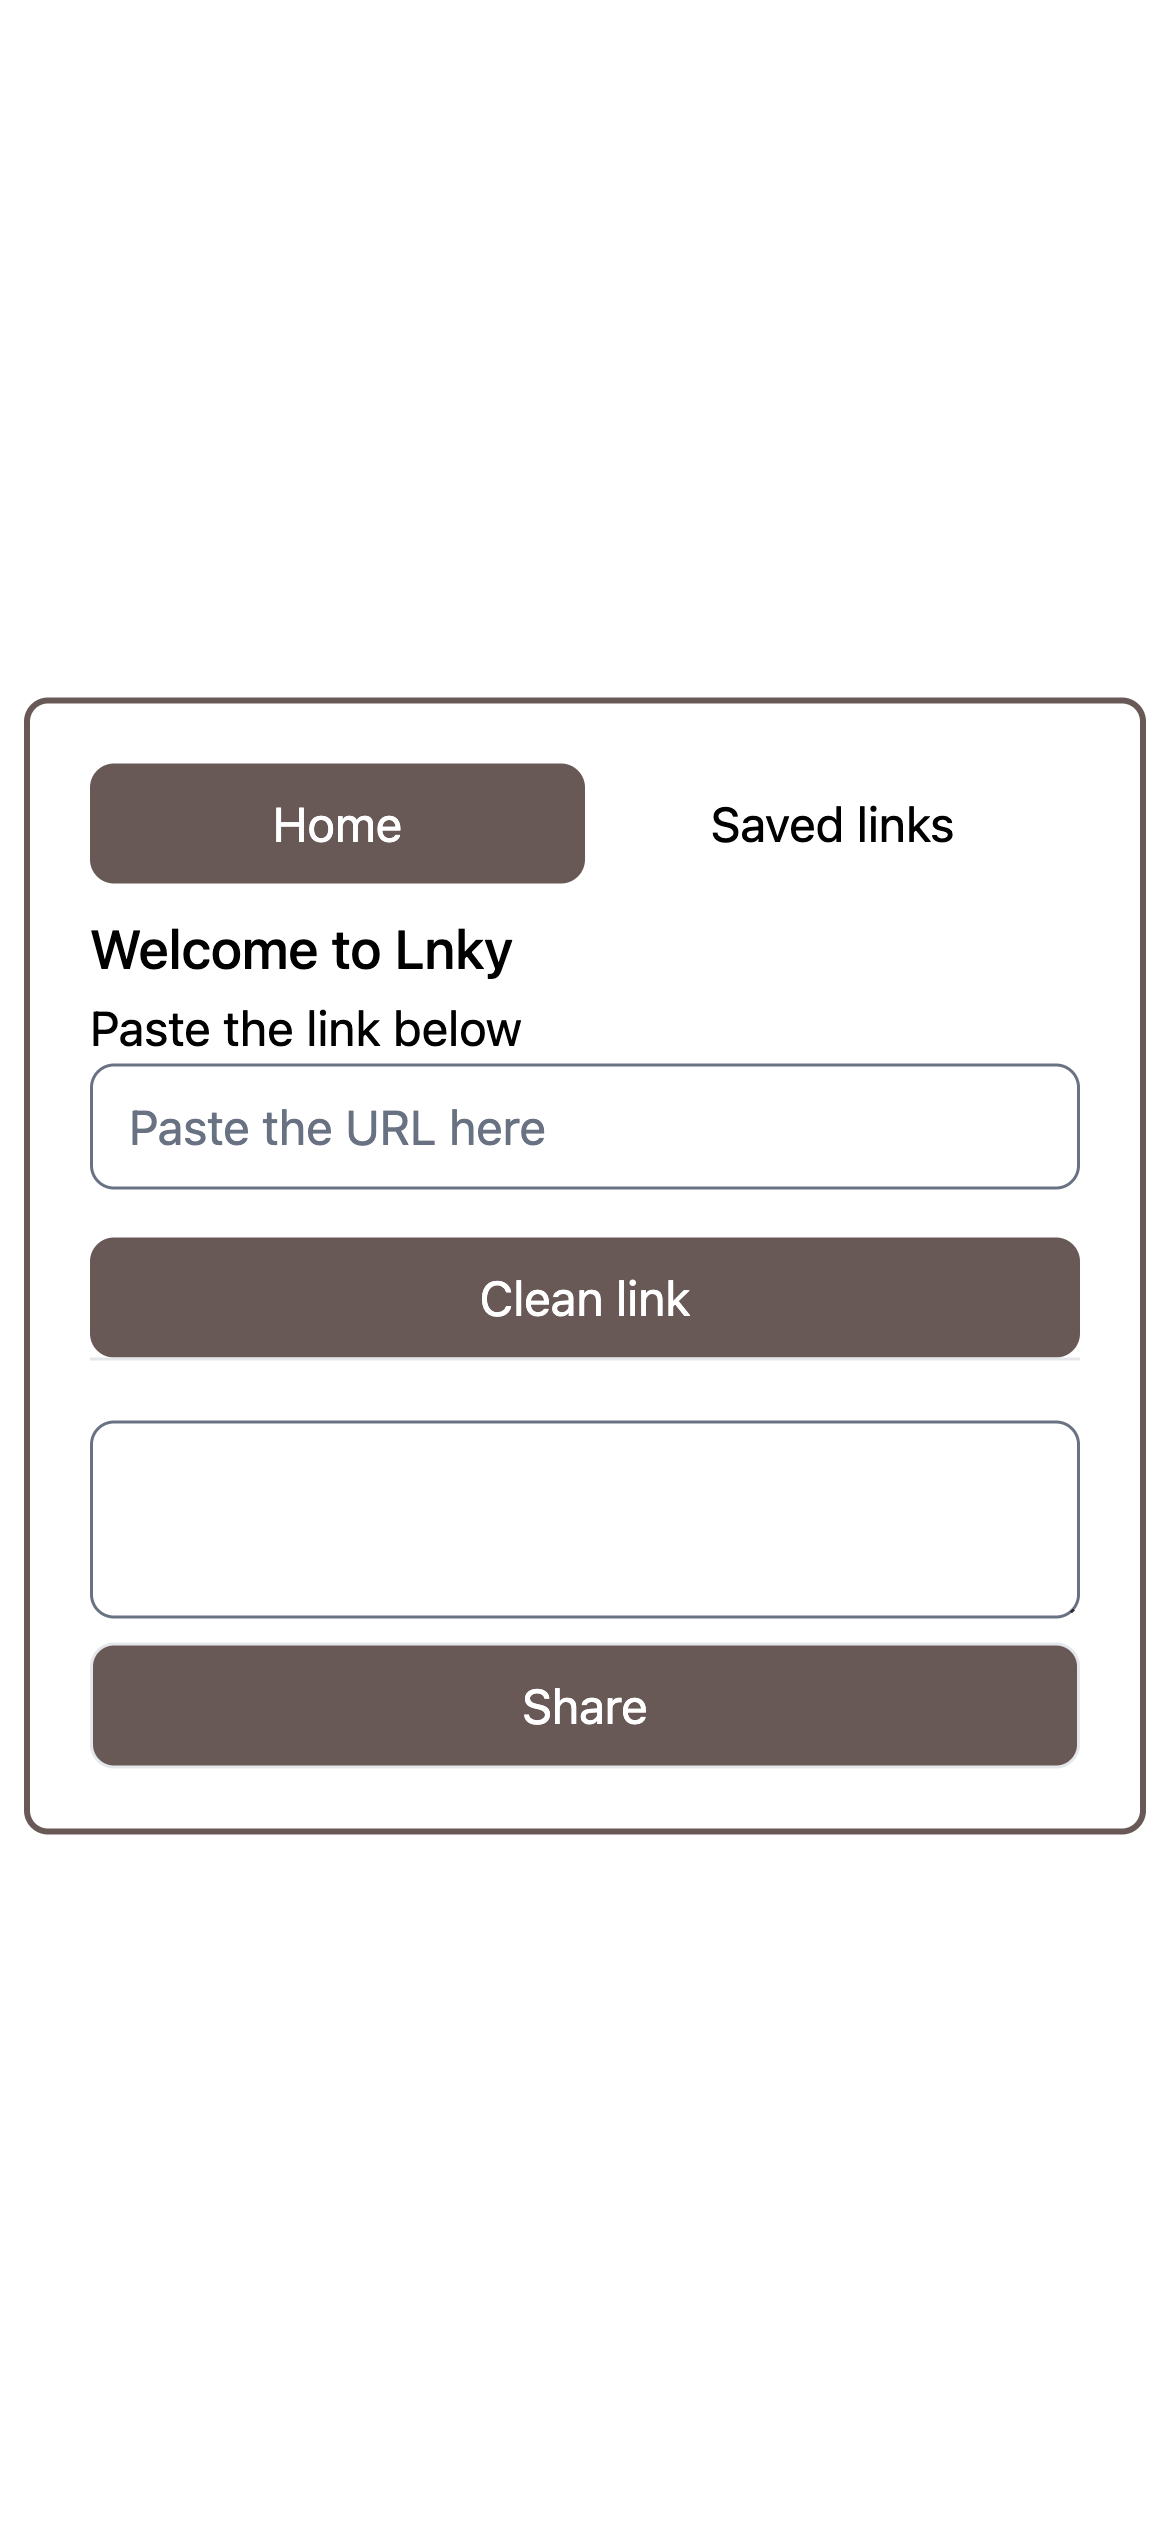 Home
Saved links
Welcome to Lnky
Paste the link below
Paste the URL here
Clean link
Share